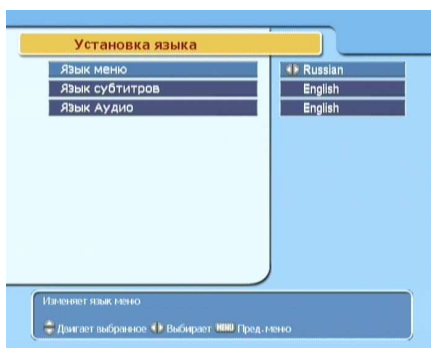 Установка языка
Язык меню Russian
Язык субтитров English
Язык Аудио English
Изменяет язык меню
Двигает выбранное Выбирает MENU Пред. меню